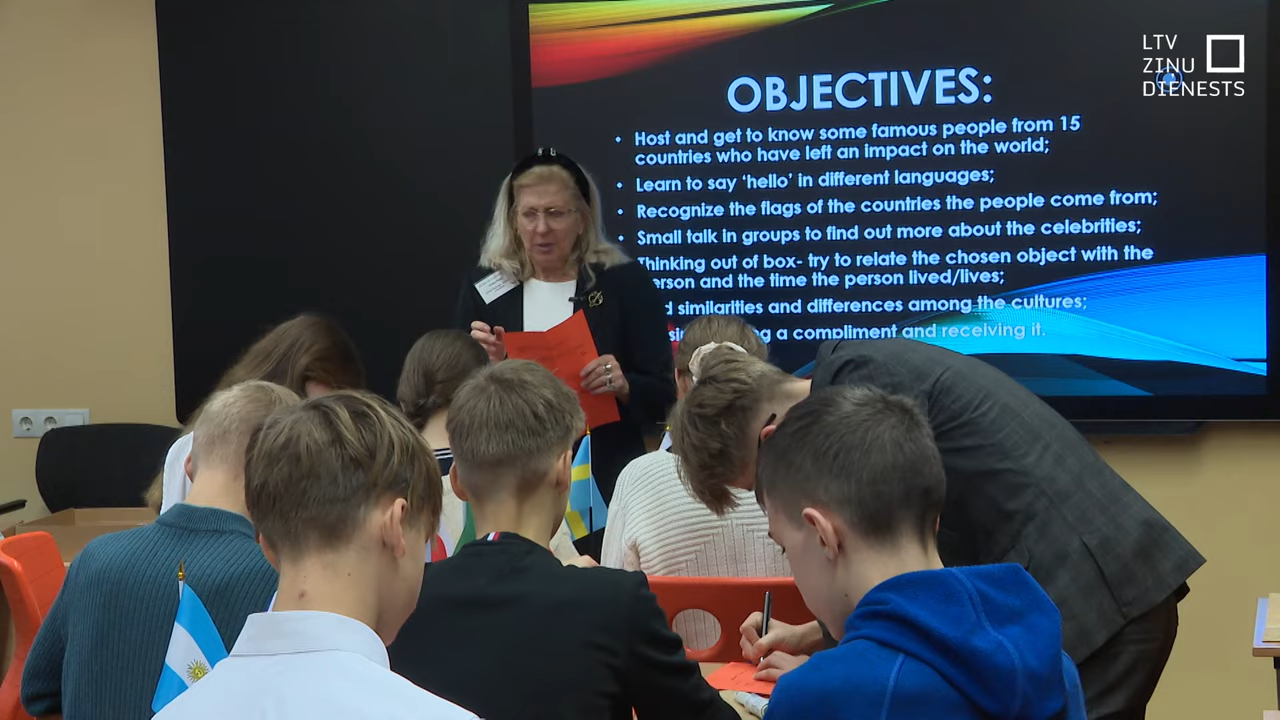 LTV
ZIŅU
DIENESTS
OBJECTIVES:
• Host and get to know some famous people from 15
countries who have left an impact on the world;
• Learn to say ‘hello’ in different languages;
• Recognize the flags of the countries the people come from;
• Small talk in groups to find out more about the celebrities;
Thinking out of box- try to relate the chosen object with the
erson and the time the person lived/lives;
d similarities and differences among the cultures;
g a compliment and receiving it.